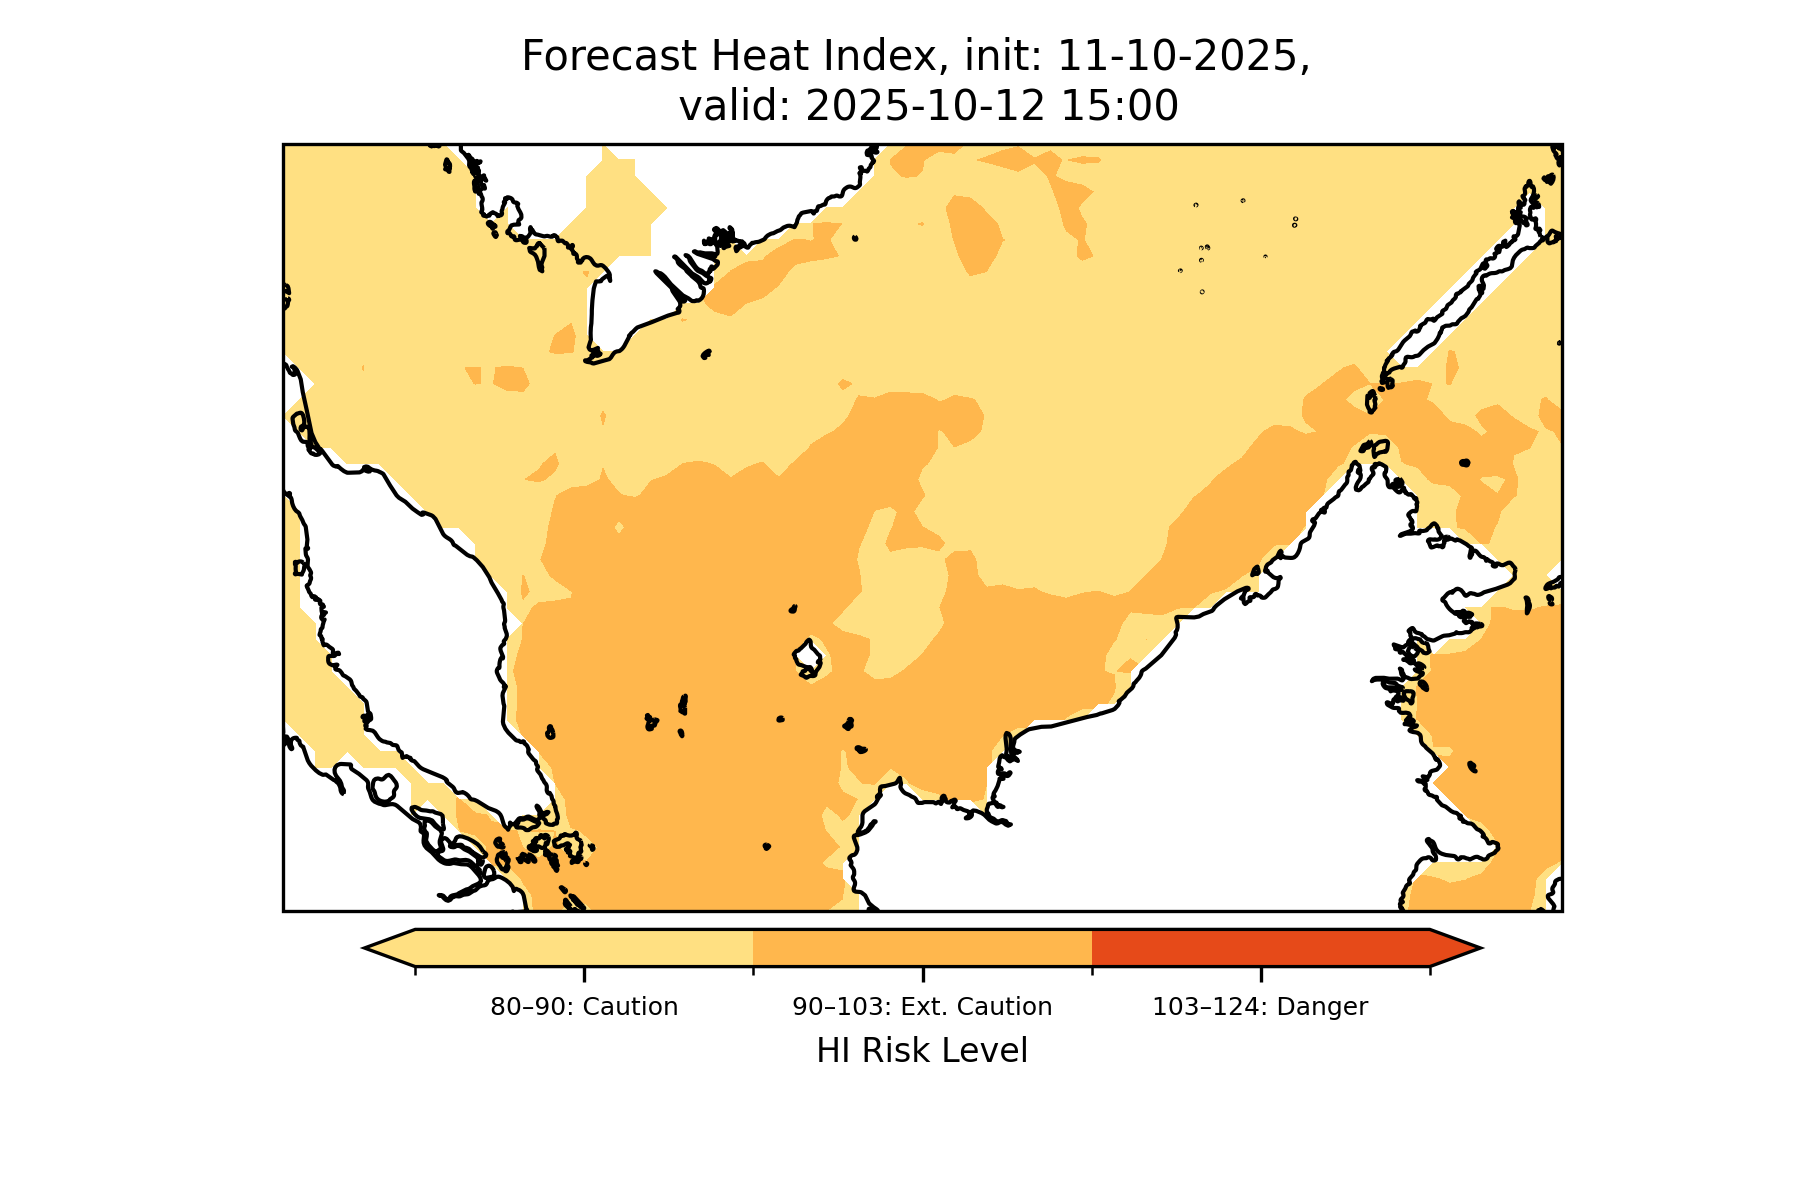 Forecast Heat Index, init: 11-10-2025,
valid: 2025-10-12 15:00
80–90: Caution
90–103: Ext. Caution
103–124: Danger
HI Risk Level